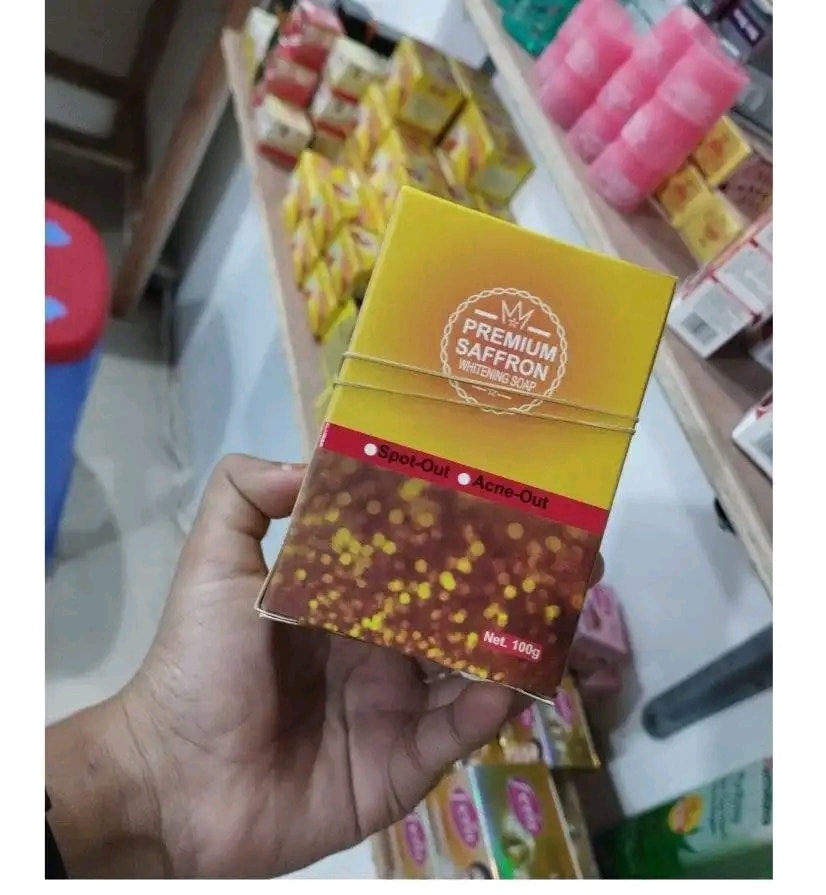 PREMIUM
SAFFRON
WHITENING SOAP
Spot-Out Acne-Out
Net. 100g